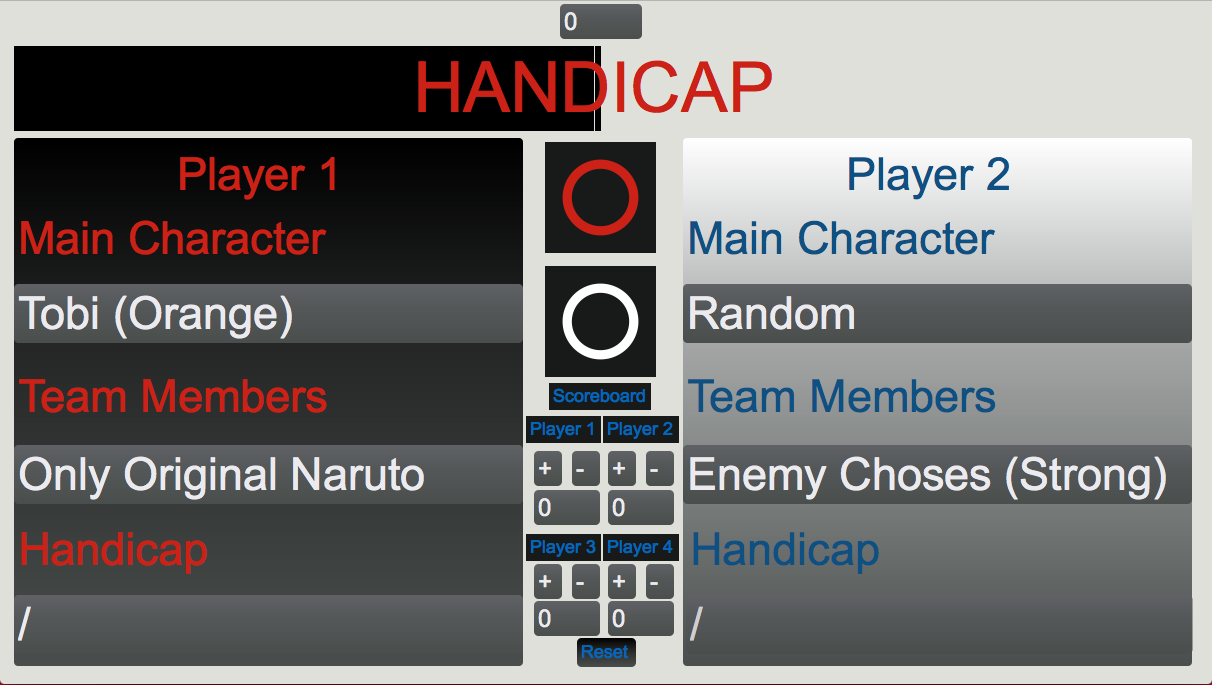 0
HANDICAP
Player 1
Main Character
Tobi (Orange)
Team Members
Only Original Naruto
Handicap
/
Scoreboard
Player 1 Player 2
+ - + -
0 0
Player 3 Player 4
+ - + -
0 0
Reset
Player 2
Main Character
Random
Team Members
Enemy Choses (Strong)
Handicap
/